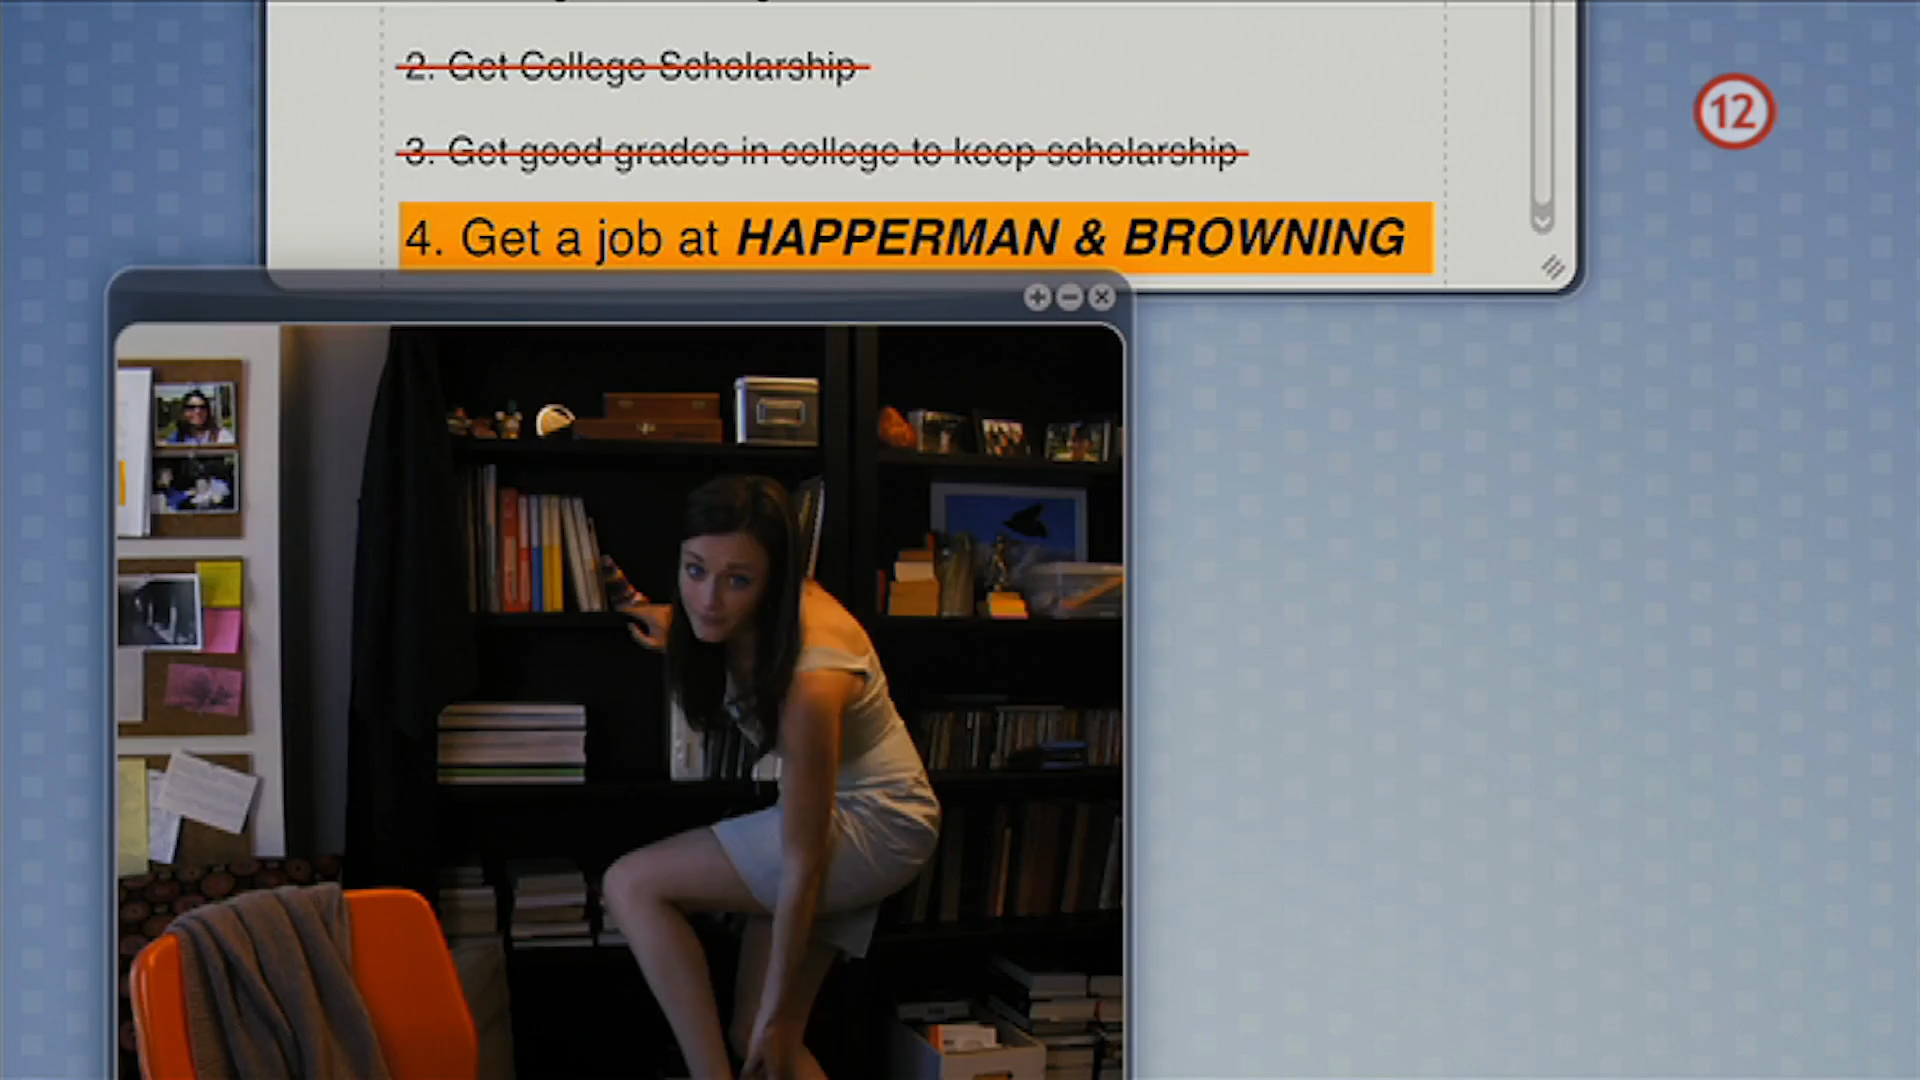 2. Get College Scholarship
12
3. Get good grades in college to keep scholarship
4. Get a job at HAPPERMAN & BROWNING